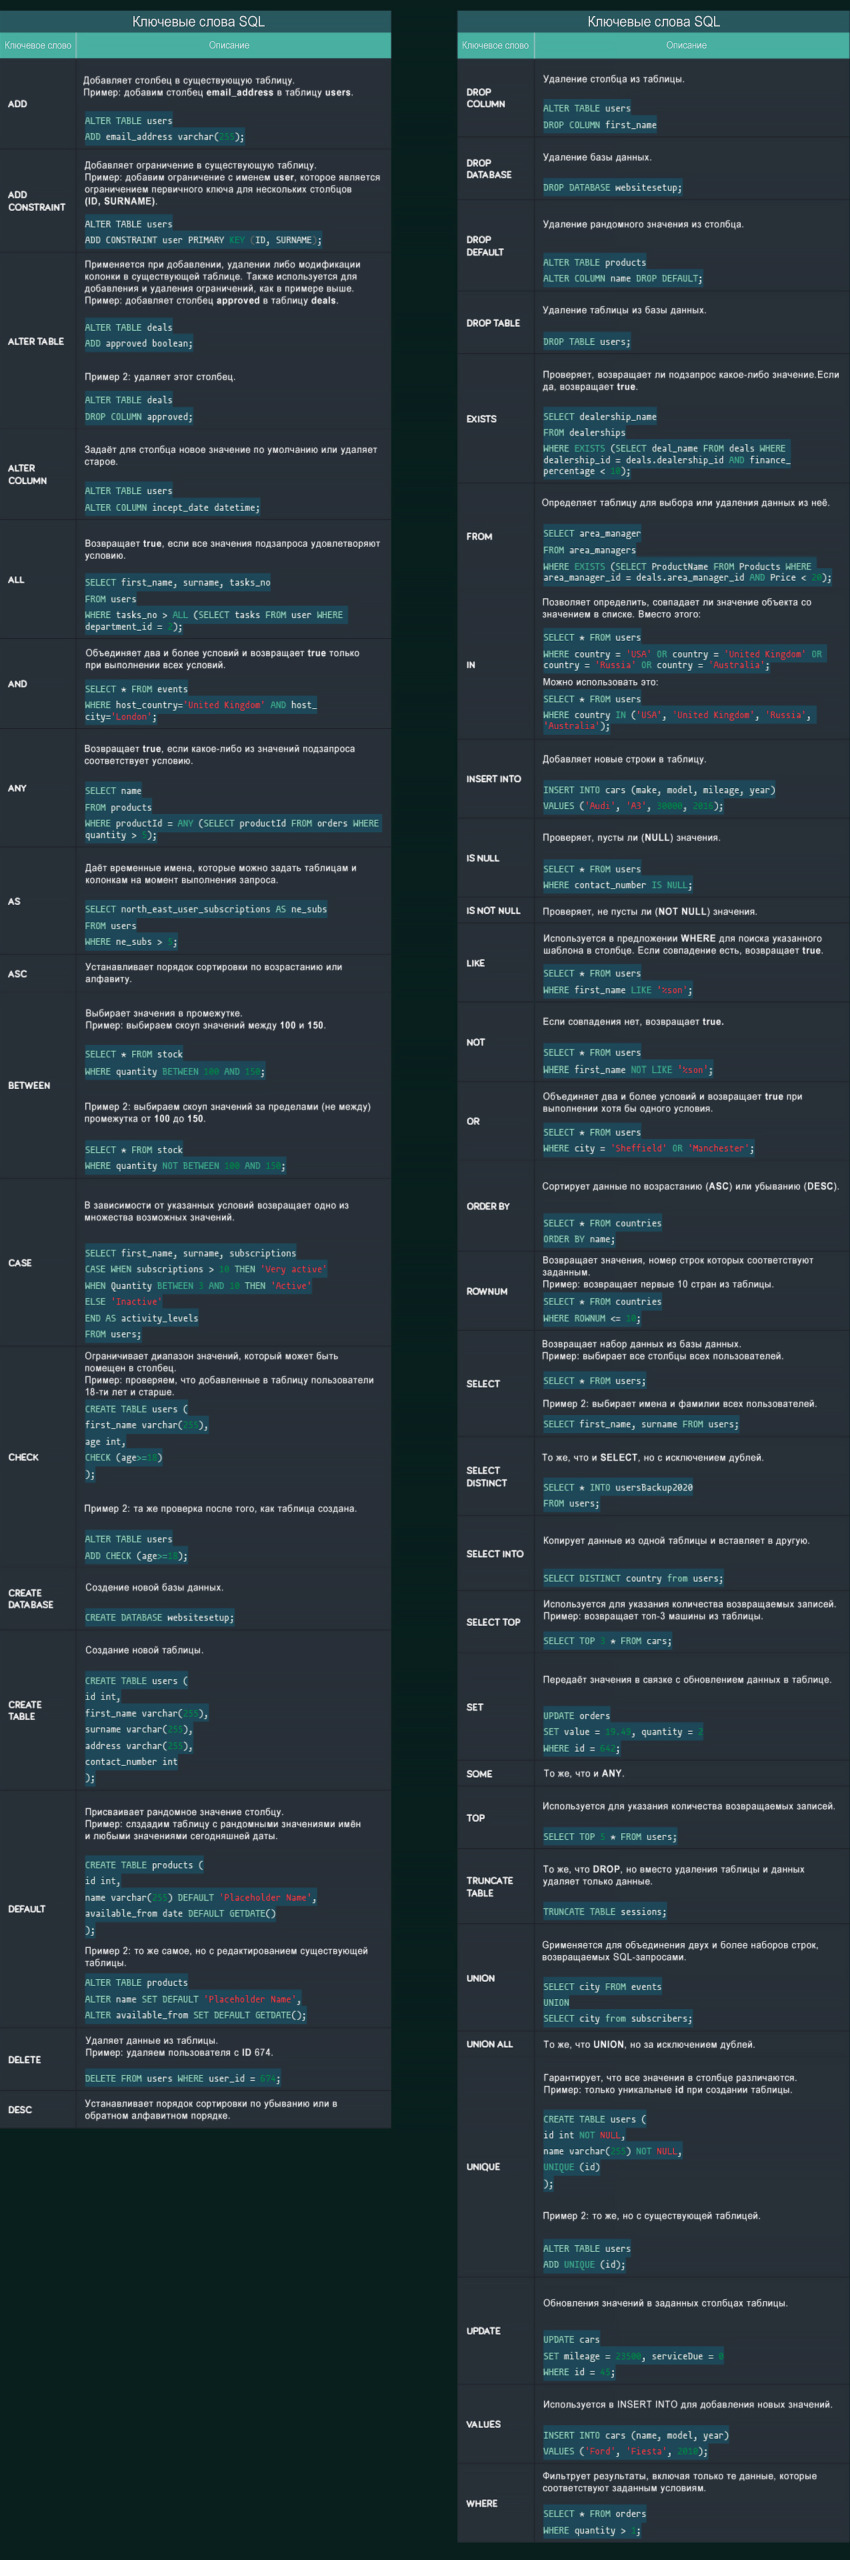 Ключевые слова SQL
Ключевое слово
Описание
ADD
Добавляет столбец в существующую таблицу.
Пример: добавим столбец email_address в таблицу users.
ALTER TABLE users
ADD email_address varchar(255);
ADD
CONSTRAINT
Добавляет ограничение в существующую таблицу.
Пример: добавим ограничение с именем user, которое является
ограничением первичного ключа для нескольких столбцов
(ID, SURNAME).
ALTER TABLE users
ADD CONSTRAINT user PRIMARY KEY (ID, SURNAME);
ALTER TABLE
Применяется при добавлении, удалении либо модификации
колонки в существующей таблице. Также используется для
добавления и удаления ограничений, как в примере выше.
Пример: добавляет столбец approved в таблицу deals.
ALTER TABLE deals
ADD approved boolean;
Пример 2: удаляет этот столбец.
ALTER TABLE deals
DROP COLUMN approved;
ALTER
COLUMN
Задаёт для столбца новое значение по умолчанию или удаляет
старое.
ALTER TABLE users
ALTER COLUMN incept_date datetime;
ALL
Возвращает true, если все значения подзапроса удовлетворяют
условию.
SELECT first_name, surname, tasks_no
FROM users
WHERE tasks_no > ALL (SELECT tasks FROM user WHERE
department_id = 2);
AND
Объединяет два и более условий и возвращает true только
при выполнении всех условий.
SELECT * FROM events
WHERE host_country='United Kingdom' AND host_
city='London';
ANY
Возвращает true, если какое-либо из значений подзапроса
соответствует условию.
SELECT name
FROM products
WHERE productId = ANY (SELECT productId FROM orders WHERE
quantity > 5);
AS
Даёт временные имена, которые можно задать таблицам и
колонкам на момент выполнения запроса.
SELECT north_east_user_subscriptions AS ne_subs
FROM users
WHERE ne_subs > 5;
ASC
Устанавливает порядок сортировки по возрастанию или
алфавиту.
BETWEEN
Выбирает значения в промежутке.
Пример: выбираем скоуп значений между 100 и 150.
SELECT * FROM stock
WHERE quantity BETWEEN 100 AND 150;
Пример 2: выбираем скоуп значений за пределами (не между)
промежутка от 100 до 150.
SELECT * FROM stock
WHERE quantity NOT BETWEEN 100 AND 150;
CASE
В зависимости от указанных условий возвращает одно из
множества возможных значений.
SELECT first_name, surname, subscriptions
CASE WHEN subscriptions > 10 THEN 'Very active'
WHEN Quantity BETWEEN 3 AND 10 THEN 'Active'
ELSE 'Inactive'
END AS activity_levels
FROM users;
CHECK
Ограничивает диапазон значений, который может быть
помещен в столбец.
Пример: проверяем, что добавленные в таблицу пользователи
18-ти лет и старше.
CREATE TABLE users (
first_name varchar(255),
age int,
CHECK (age>=18)
);
Пример 2: та же проверка после того, как таблица создана.
ALTER TABLE users
ADD CHECK (age>=18);
CREATE
DATABASE
Создание новой базы данных.
CREATE DATABASE websitesetup;
CREATE
TABLE
Создание новой таблицы.
CREATE TABLE users (
id int,
first_name varchar(255),
surname varchar(255),
address varchar(255),
contact_number int
);
DEFAULT
Присваивает рандомное значение столбцу.
Пример: слздадим таблицу с рандомными значениями имён
и любыми значениями сегодняшней даты.
CREATE TABLE products (
id int,
name varchar(255) DEFAULT 'Placeholder Name',
available_from date DEFAULT GETDATE()
);
Пример 2: то же самое, но с редактированием существующей
таблицы.
ALTER TABLE products
ALTER name SET DEFAULT 'Placeholder Name',
ALTER available_from SET DEFAULT GETDATE();
DELETE
Удаляет данные из таблицы.
Пример: удаляем пользователя с ID 674.
DELETE FROM users WHERE user_id = 674;
DESC
Устанавливает порядок сортировки по убыванию или в
обратном алфавитном порядке.
Ключевые слова SQL
Ключевое слово
Описание
DROP
COLUMN
Удаление столбца из таблицы.
ALTER TABLE users
DROP COLUMN first_name
DROP
DATABASE
Удаление базы данных.
DROP DATABASE websitesetup;
DROP
DEFAULT
Удаление рандомного значения из столбца.
ALTER TABLE products
ALTER COLUMN name DROP DEFAULT;
DROP TABLE
Удаление таблицы из базы данных.
DROP TABLE users;
EXISTS
Проверяет, возвращает ли подзапрос какое-либо значение.Если
да, возвращает true.
SELECT dealership_name
FROM dealerships
WHERE EXISTS (SELECT deal_name FROM deals WHERE
dealership_id = deals.dealership_id AND finance_
percentage < 10);
FROM
Определяет таблицу для выбора или удаления данных из неё.
SELECT area_manager
FROM area_managers
WHERE EXISTS (SELECT ProductName FROM Products WHERE
area_manager_id = deals.area_manager_id AND Price < 20);
IN
Позволяет определить, совпадает ли значение объекта со
значением в списке. Вместо этого:
SELECT * FROM users
WHERE country = 'USA' OR country = 'United Kingdom' OR
country = 'Russia' OR country = 'Australia';
Можно использовать это:
SELECT * FROM users
WHERE country IN ('USA', 'United Kingdom', 'Russia',
'Australia');
INSERT INTO
Добавляет новые строки в таблицу.
INSERT INTO cars (make, model, mileage, year)
VALUES ('Audi', 'A3', 30000, 2016);
IS NULL
Проверяет, пусты ли (NULL) значения.
SELECT * FROM users
WHERE contact_number IS NULL;
IS NOT NULL
Проверяет, не пусты ли (NOT NULL) значения.
LIKE
Используется в предложении WHERE для поиска указанного
шаблона в столбце. Если совпадение есть, возвращает true.
SELECT * FROM users
WHERE first_name LIKE '%son';
NOT
Если совпадения нет, возвращает true.
SELECT * FROM users
WHERE first_name NOT LIKE '%son';
OR
Объединяет два и более условий и возвращает true при
выполнении хотя бы одного условия.
SELECT * FROM users
WHERE city = 'Sheffield' OR 'Manchester';
ORDER BY
Сортирует данные по возрастанию (ASC) или убыванию (DESC).
SELECT * FROM countries
ORDER BY name;
ROWNUM
Возвращает значения, номер строк которых соответствуют
заданным.
Пример: возвращает первые 10 стран из таблицы.
SELECT * FROM countries
WHERE ROWNUM <= 10;
SELECT
Возвращает набор данных из базы данных.
Пример: выбирает все столбцы всех пользователей.
SELECT * FROM users;
Пример 2: выбирает имена и фамилии всех пользователей.
SELECT first_name, surname FROM users;
SELECT
DISTINCT
То же, что и SELECT, но с исключением дублей.
SELECT * INTO usersBackup2020
FROM users;
SELECT INTO
Копирует данные из одной таблицы и вставляет в другую.
SELECT DISTINCT country from users;
SELECT TOP
Используется для указания количества возвращаемых записей.
Пример: возвращает топ-3 машины из таблицы.
SELECT TOP 3 * FROM cars;
SET
Передаёт значения в связке с обновлением данных в таблице.
UPDATE orders
SET value = 19.49, quantity = 2
WHERE id = 642;
SOME
То же, что и ANY.
TOP
Используется для указания количества возвращаемых записей.
SELECT TOP 5 * FROM users;
TRUNCATE
TABLE
То же, что DROP, но вместо удаления таблицы и данных
удаляет только данные.
TRUNCATE TABLE sessions;
UNION
Gрименяется для объединения двух и более наборов строк,
возвращаемых SQL-запросами.
SELECT city FROM events
UNION
SELECT city from subscribers;
UNION ALL
То же, что UNION, но за исключением дублей.
UNIQUE
Гарантирует, что все значения в столбце различаются.
Пример: только уникальные id при создании таблицы.
CREATE TABLE users (
id int NOT NULL,
name varchar(255) NOT NULL,
UNIQUE (id)
);
Пример 2: то же, но с существующей таблицей.
ALTER TABLE users
ADD UNIQUE (id);
UPDATE
Обновления значений в заданных столбцах таблицы.
UPDATE cars
SET mileage = 23500, serviceDue = 0
WHERE id = 45;
VALUES
Используется в INSERT INTO для добавления новых значений.
INSERT INTO cars (name, model, year)
VALUES ('Ford', 'Fiesta', 2010);
WHERE
Фильтрует результаты, включая только те данные, которые
соответствуют заданным условиям.
SELECT * FROM orders
WHERE quantity > 1;